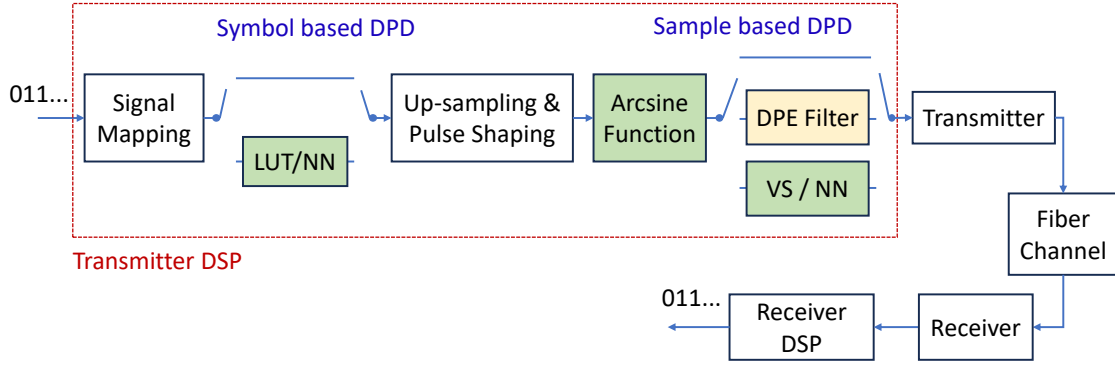 Symbol based DPD
Sample based DPD
011...
Signal
Mapping
LUT/NN
Up-sampling &
Pulse Shaping
Arcsine
Function
DPE Filter
VS / NN
Transmitter
Transmitter DSP
Fiber
Channel
011...
Receiver
DSP
Receiver